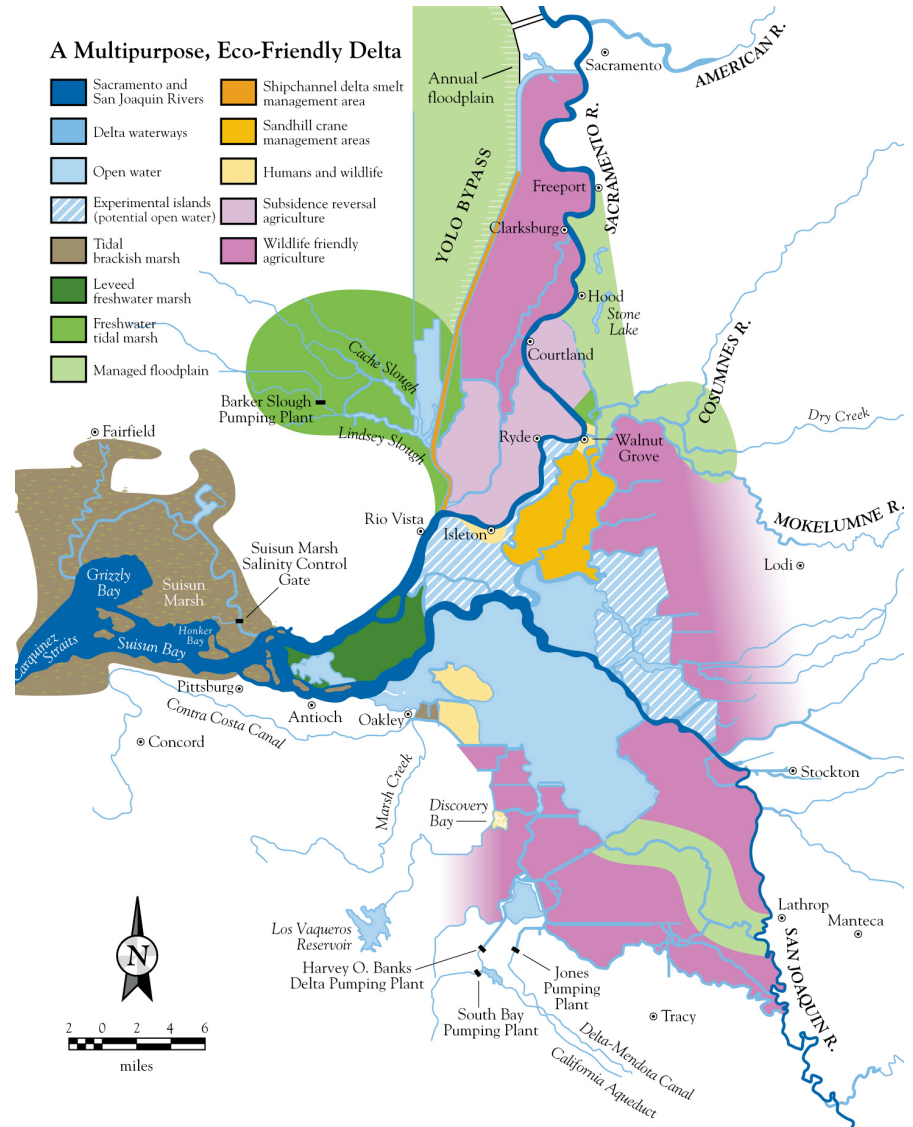 A Multipurpose, Eco-Friendly Delta
Sacramento and
San Joaquin Rivers
Delta waterways
Open water
Experimental islands
(potential open water)
Tidal
brackish marsh
Leveed
freshwater marsh
Freshwater
tidal marsh
Managed floodplain
Shipchannel delta smelt
management area
Sandhill crane
management areas
Humans and wildlife
Subsidence reversal
agriculture
Wildlife friendly
agriculture
Annual
floodplain
Sacramento
AMERICAN R.
YOLO BYPASS
SACRAMENTO R.
Freeport
Clarksburg
Hood
Stone
Lake
Courtland
COSUMNES R.
Cache Slough
Barker Slough
Pumping Plant
Lindsey Slough
Dry Creek
Ryde
Walnut
Grove
Fairfield
MOKELUMNE R.
Rio Vista
Isleton
Suisun Marsh
Salinity Control
Gate
Lodi
Grizzly
Bay
Suisun
Marsh
Honker
Bay
Suisun Bay
Carquinez
Straits
Pittsburg
Antioch
Oakley
Contra Costa Canal
Concord
Marsh Creek
Stockton
Discovery
Bay
Los Vaqueros
Reservoir
Lathrop
Manteca
SAN JOAQUIN R.
Harvey O. Banks
Delta Pumping Plant
Jones
Pumping
Plant
South Bay
Pumping Plant
Tracy
Delta-Mendota Canal
California Aqueduct
N
2 0 2 4 6
miles